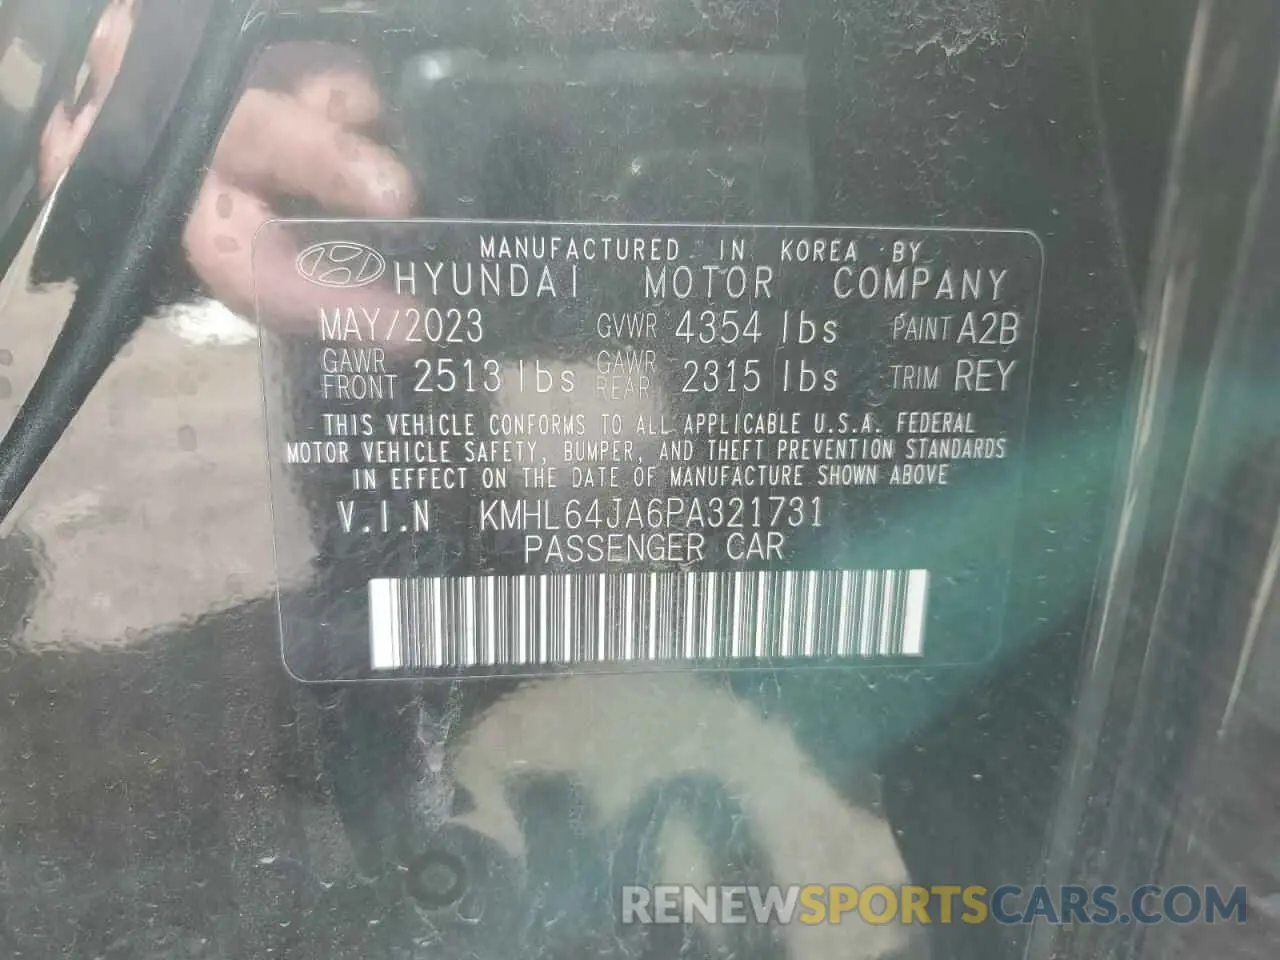 MANUFACTURED IN KOREA BY
HYUNDAI MOTOR COMPANY
MAY/2023 GVWR 4354 lbs PAINT A2B
GAWR FRONT 2513 lbs GAWR REAR 2315 lbs TRIM REY
THIS VEHICLE CONFORMS TO ALL APPLICABLE U.S.A. FEDERAL
MOTOR VEHICLE SAFETY, BUMPER, AND THEFT PREVENTION STANDARDS
IN EFFECT ON THE DATE OF MANUFACTURE SHOWN ABOVE
V.I.N KMHL64JA6PA321731
PASSENGER CAR
RENEWSPORTSCARS.COM